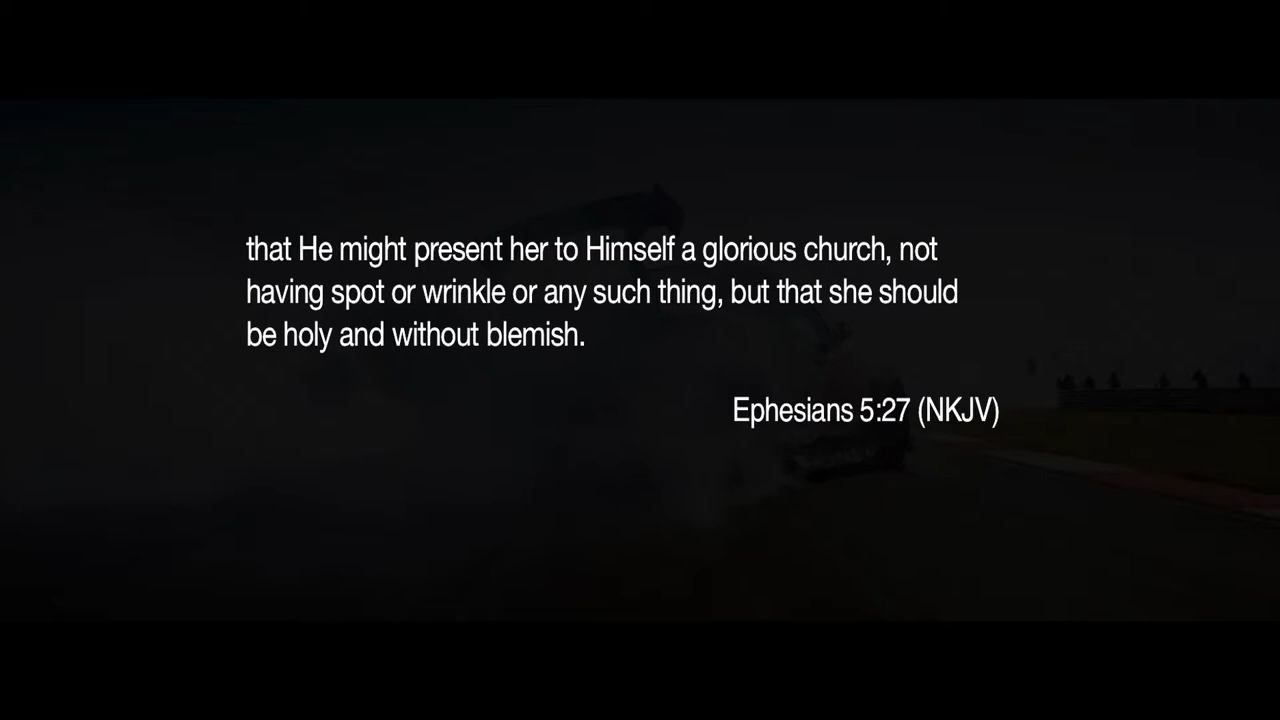 that He might present her to Himself a glorious church, not
having spot or wrinkle or any such thing, but that she should
be holy and without blemish.
Ephesians 5:27 (NKJV)